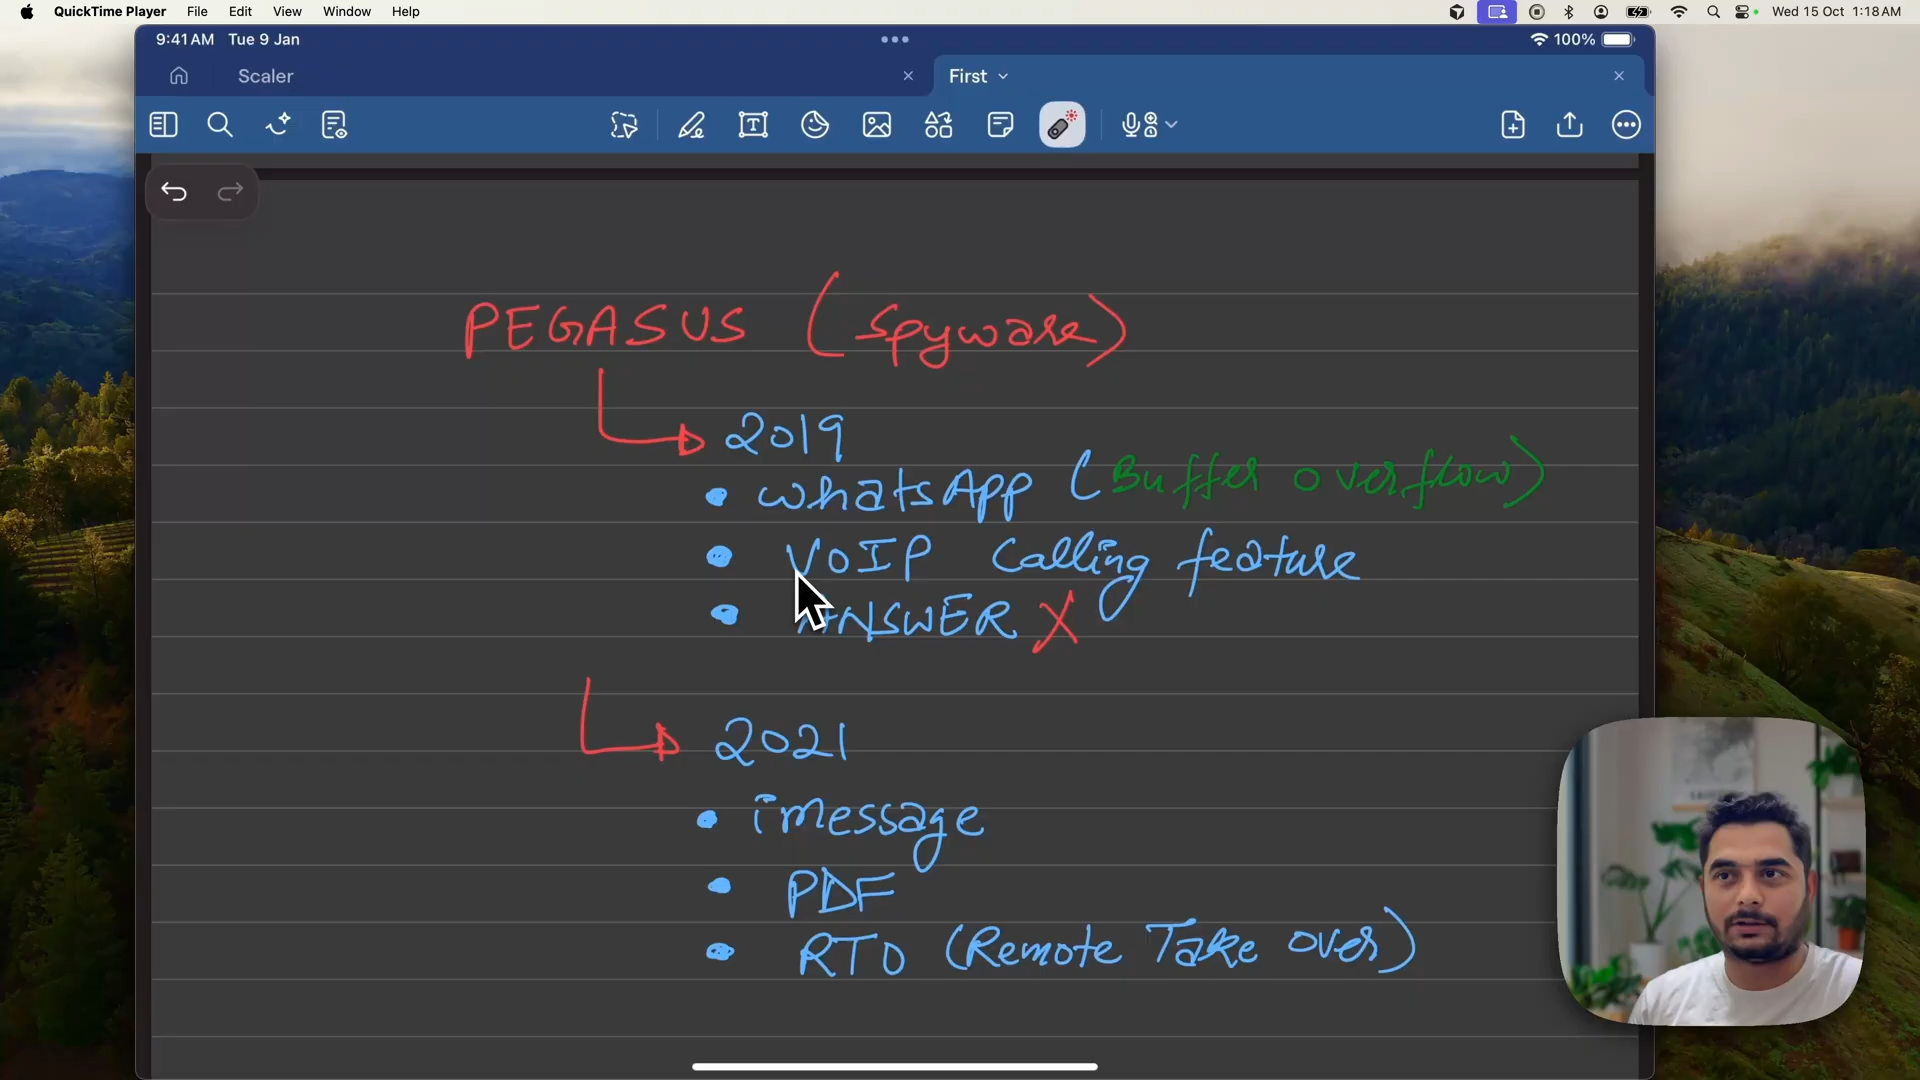 QuickTime Player File Edit View Window Help Wed 15 Oct 1:18 AM
9:41 AM Tue 9 Jan 100%
Scaler First
PEGASUS (Spyware)
2019
• WhatsApp (Buffer overflow)
• VOIP Calling feature
• ANSWER X
2021
• imessage
• PDF
• RTO (Remote Take over)